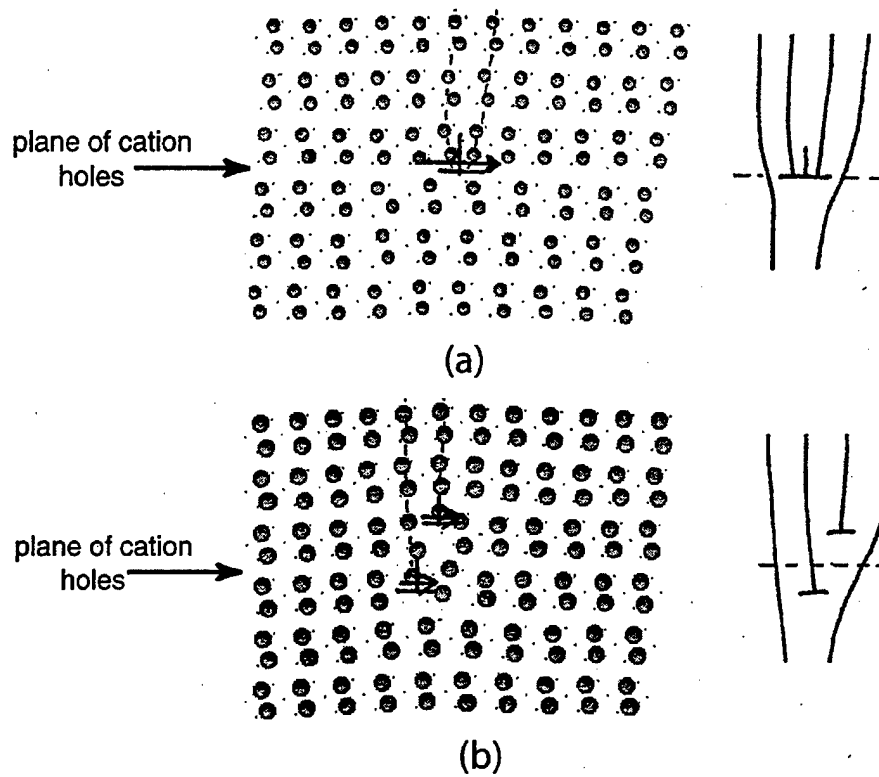 plane of cation
holes
(a)
plane of cation
holes
(b)